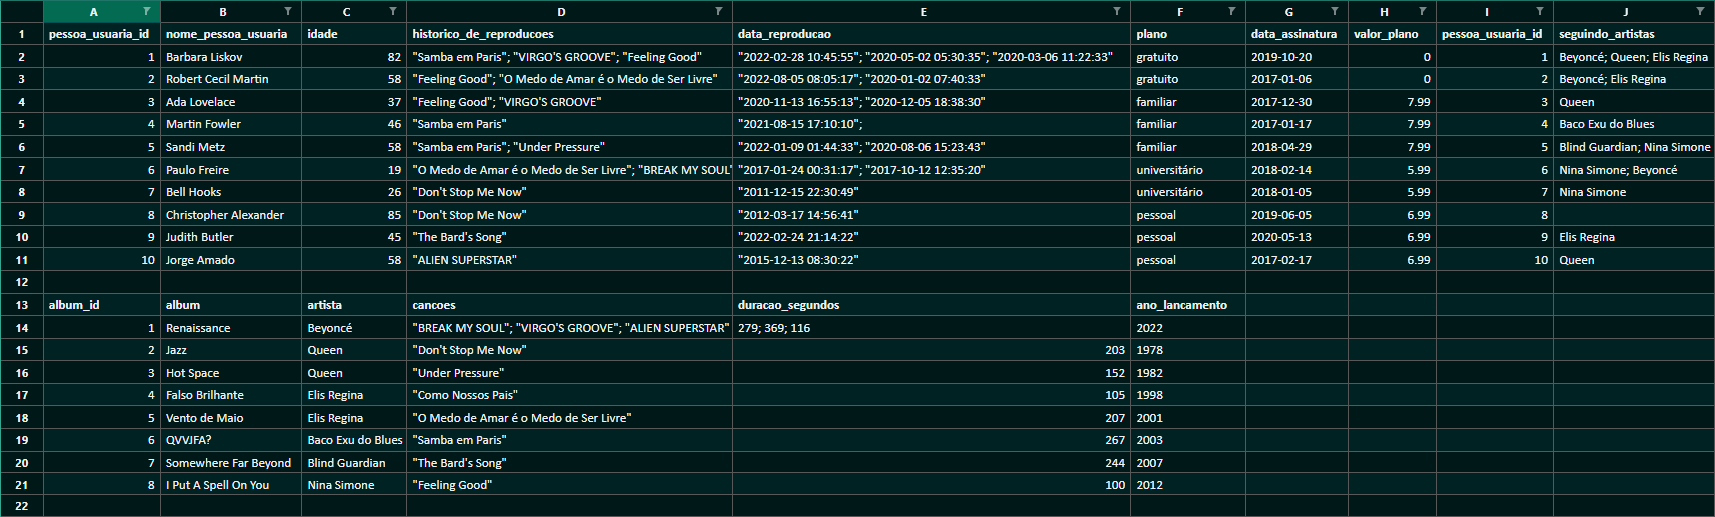 A B C D E F G H I J
1 pessoa_usuaria_id nome_pessoa_usuaria idade historico_de_reproducoes data_reproducao plano data_assinatura valor_plano pessoa_usuaria_id seguindo_artistas
2 1 Barbara Liskov 82 "Samba em Paris"; "VIRGO'S GROOVE"; "Feeling Good" "2022-02-28 10:45:55"; "2020-05-02 05:30:35"; "2020-03-06 11:22:33" gratuito 2019-10-20 0 1 Beyoncé; Queen; Elis Regina
3 2 Robert Cecil Martin 58 "Feeling Good"; "O Medo de Amar é o Medo de Ser Livre" "2022-08-05 08:05:17"; "2020-01-02 07:40:33" gratuito 2017-01-06 0 2 Beyoncé; Elis Regina
4 3 Ada Lovelace 37 "Feeling Good"; "VIRGO'S GROOVE" "2020-11-13 16:55:13"; "2020-12-05 18:38:30" familiar 2017-12-30 7.99 3 Queen
5 4 Martin Fowler 46 "Samba em Paris" "2021-08-15 17:10:10"; familiar 2017-01-17 7.99 4 Baco Exu do Blues
6 5 Sandi Metz 58 "Samba em Paris"; "Under Pressure" "2022-01-09 01:44:33"; "2020-08-06 15:23:43" familiar 2018-04-29 7.99 5 Blind Guardian; Nina Simone
7 6 Paulo Freire 19 "O Medo de Amar é o Medo de Ser Livre"; "BREAK MY SOUL" "2017-01-24 00:31:17"; "2017-10-12 12:35:20" universitário 2018-02-14 5.99 6 Nina Simone; Beyoncé
8 7 Bell Hooks 26 "Don't Stop Me Now" "2011-12-15 22:30:49" universitário 2018-01-05 5.99 7 Nina Simone
9 8 Christopher Alexander 85 "Don't Stop Me Now" "2012-03-17 14:56:41" pessoal 2019-06-05 6.99 8
10 9 Judith Butler 45 "The Bard's Song" "2022-02-24 21:14:22" pessoal 2020-05-13 6.99 9 Elis Regina
11 10 Jorge Amado 58 "ALIEN SUPERSTAR" "2015-12-13 08:30:22" pessoal 2017-02-17 6.99 10 Queen
12
13 album_id album artista cancoes duracao_segundos ano_lancamento
14 1 Renaissance Beyoncé "BREAK MY SOUL"; "VIRGO'S GROOVE"; "ALIEN SUPERSTAR" 279; 369; 116 2022
15 2 Jazz Queen "Don't Stop Me Now" 203 1978
16 3 Hot Space Queen "Under Pressure" 152 1982
17 4 Falso Brilhante Elis Regina "Como Nossos Pais" 105 1998
18 5 Vento de Maio Elis Regina "O Medo de Amar é o Medo de Ser Livre" 207 2001
19 6 QVVJFA? Baco Exu do Blues "Samba em Paris" 267 2003
20 7 Somewhere Far Beyond Blind Guardian "The Bard's Song" 244 2007
21 8 I Put A Spell On You Nina Simone "Feeling Good" 100 2012
22